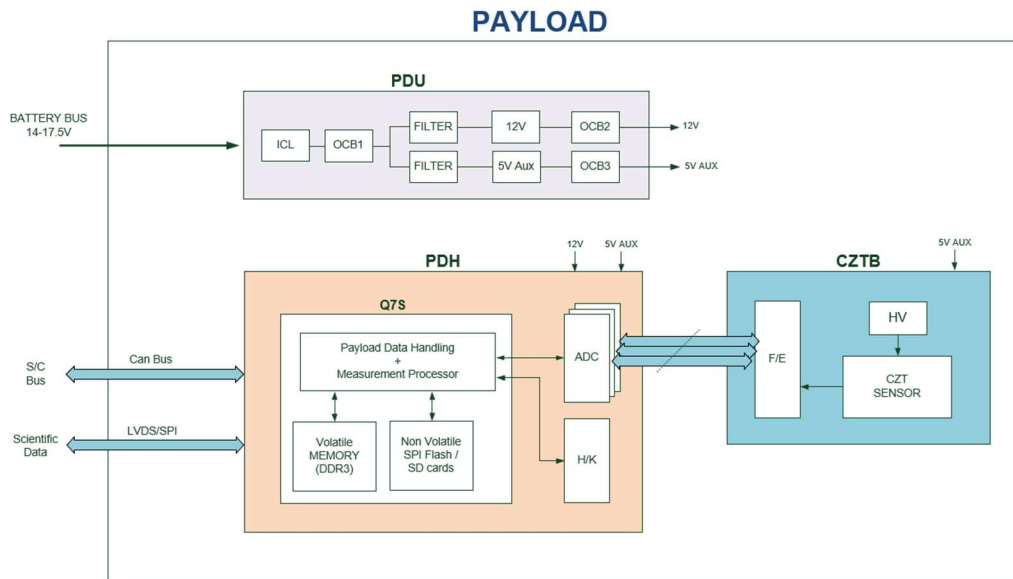 PAYLOAD
PDU
BATTERY BUS
14-17.5V
ICL
OCB1
FILTER
12V
OCB2
12V
FILTER
5V Aux
OCB3
5V AUX
12V
5V AUX
5V AUX
PDH
CZTB
Q7S
Payload Data Handling
+
Measurement Processor
ADC
F/E
HV
CZT
SENSOR
S/C
Bus
Can Bus
Scientific
Data
LVDS/SPI
Volatile
MEMORY
(DDR3)
Non Volatile
SPI Flash /
SD cards
H/K